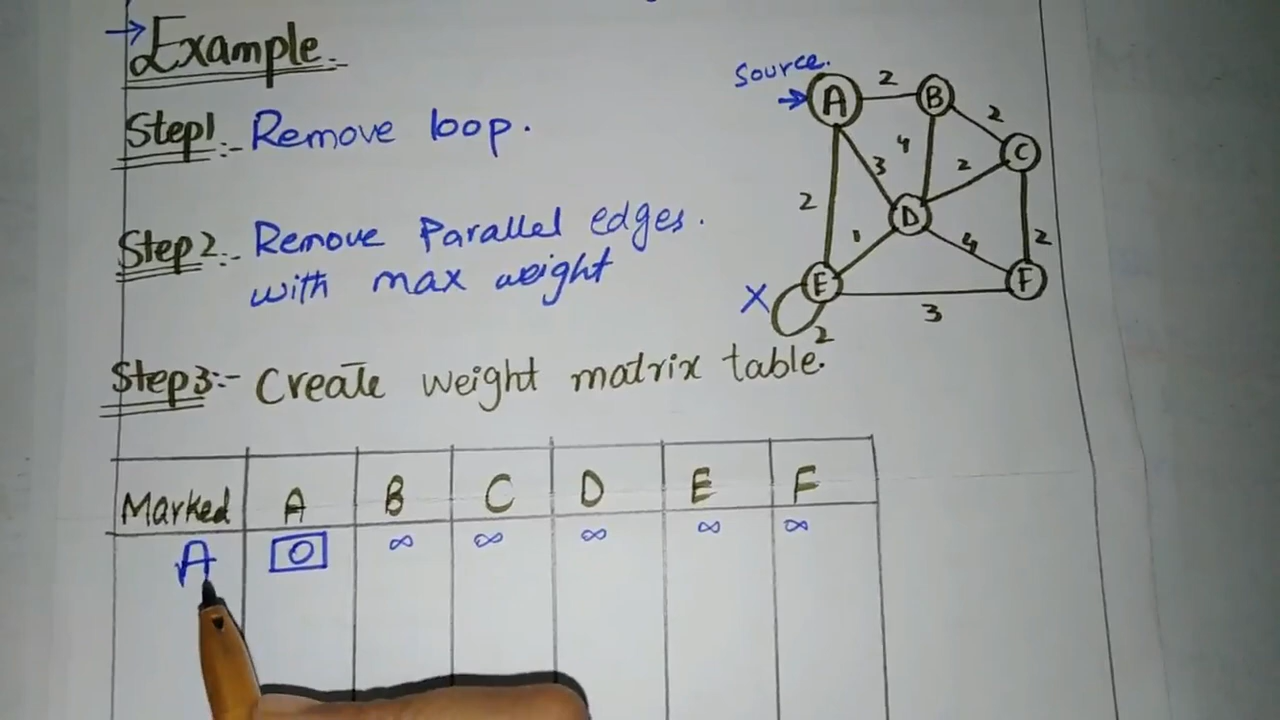 Example
Step1:- Remove loop.
Step2:- Remove Parallel edges.
with max weight
Step3:- Create weight matrix table.
Source.
A 2 B
2
4
3
2
C
2
D
1
4
2
X
E
F
3
2
Marked A B C D E F
A 0 ∞ ∞ ∞ ∞ ∞